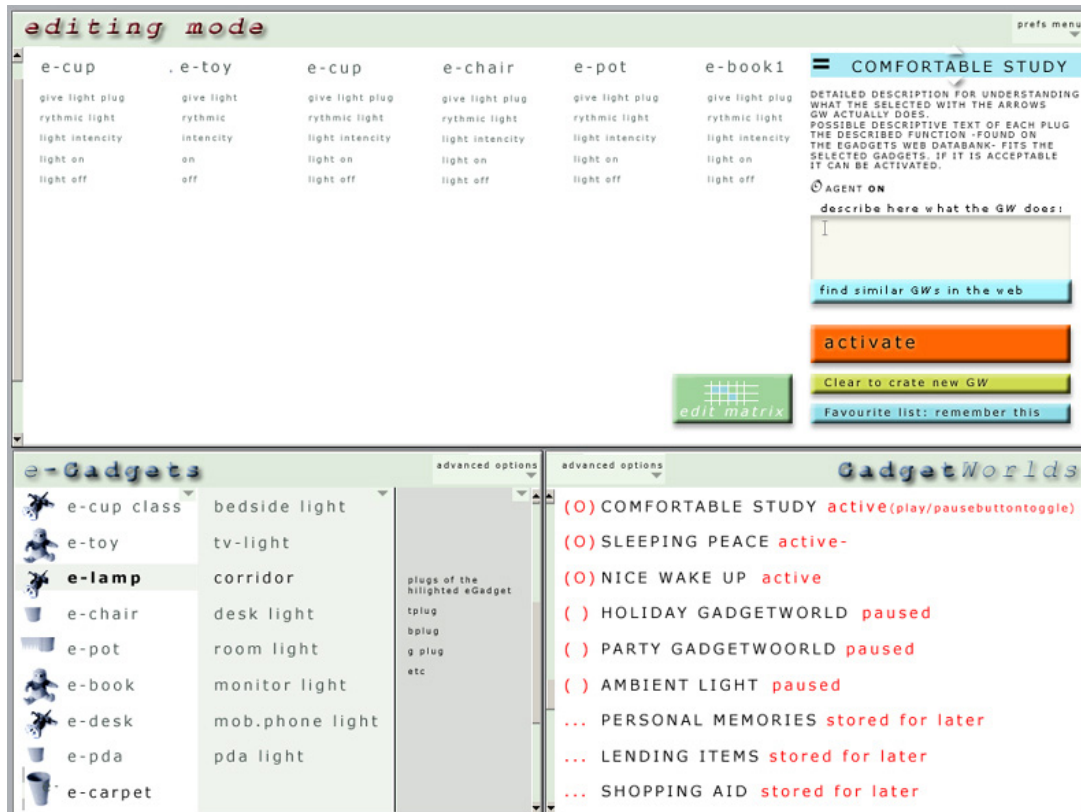 editing mode
prefs menu
e-cup
. e-toy
e-cup
e-chair
e-pot
e-book1
give light plug
give light
give light plug
give light plug
give light plug
give light plug
rythmic light
rythmic
rythmic light
rythmic light
rythmic light
rythmic light
light intencity
intencity
light intencity
light intencity
light intencity
light intencity
light on
on
light on
light on
light on
light on
light off
off
light off
light off
light off
light off
= COMFORTABLE STUDY
DETAILED DESCRIPTION FOR UNDERSTANDING
WHAT THE SELECTED WITH THE ARROWS
GW ACTUALLY DOES.
POSSIBLE DESCRIPTIVE TEXT OF EACH PLUG
THE DESCRIBED FUNCTION -FOUND ON
THE EGADGETS WEB DATABANK- FITS THE
SELECTED GADGETS. IF IT IS ACCEPTABLE
IT CAN BE ACTIVATED.
AGENT ON
describe here what the GW does:
find similar GWs in the web
activate
Clear to crate new GW
Favourite list: remember this
edit matrix
e-Gadgets
advanced options
e-cup class
bedside light
e-toy
tv-light
e-lamp
corridor
e-chair
desk light
e-pot
room light
e-book
monitor light
e-desk
mob.phone light
e-pda
pda light
e-carpet
plugs of the
hilighted eGadget
tplug
bplug
g plug
etc
advanced options
GadgetWorlds
(O) COMFORTABLE STUDY active(play/pausebuttontoggle)
(O) SLEEPING PEACE active-
(O) NICE WAKE UP active
( ) HOLIDAY GADGETWORLD paused
( ) PARTY GADGETWOORLD paused
( ) AMBIENT LIGHT paused
... PERSONAL MEMORIES stored for later
... LENDING ITEMS stored for later
... SHOPPING AID stored for later